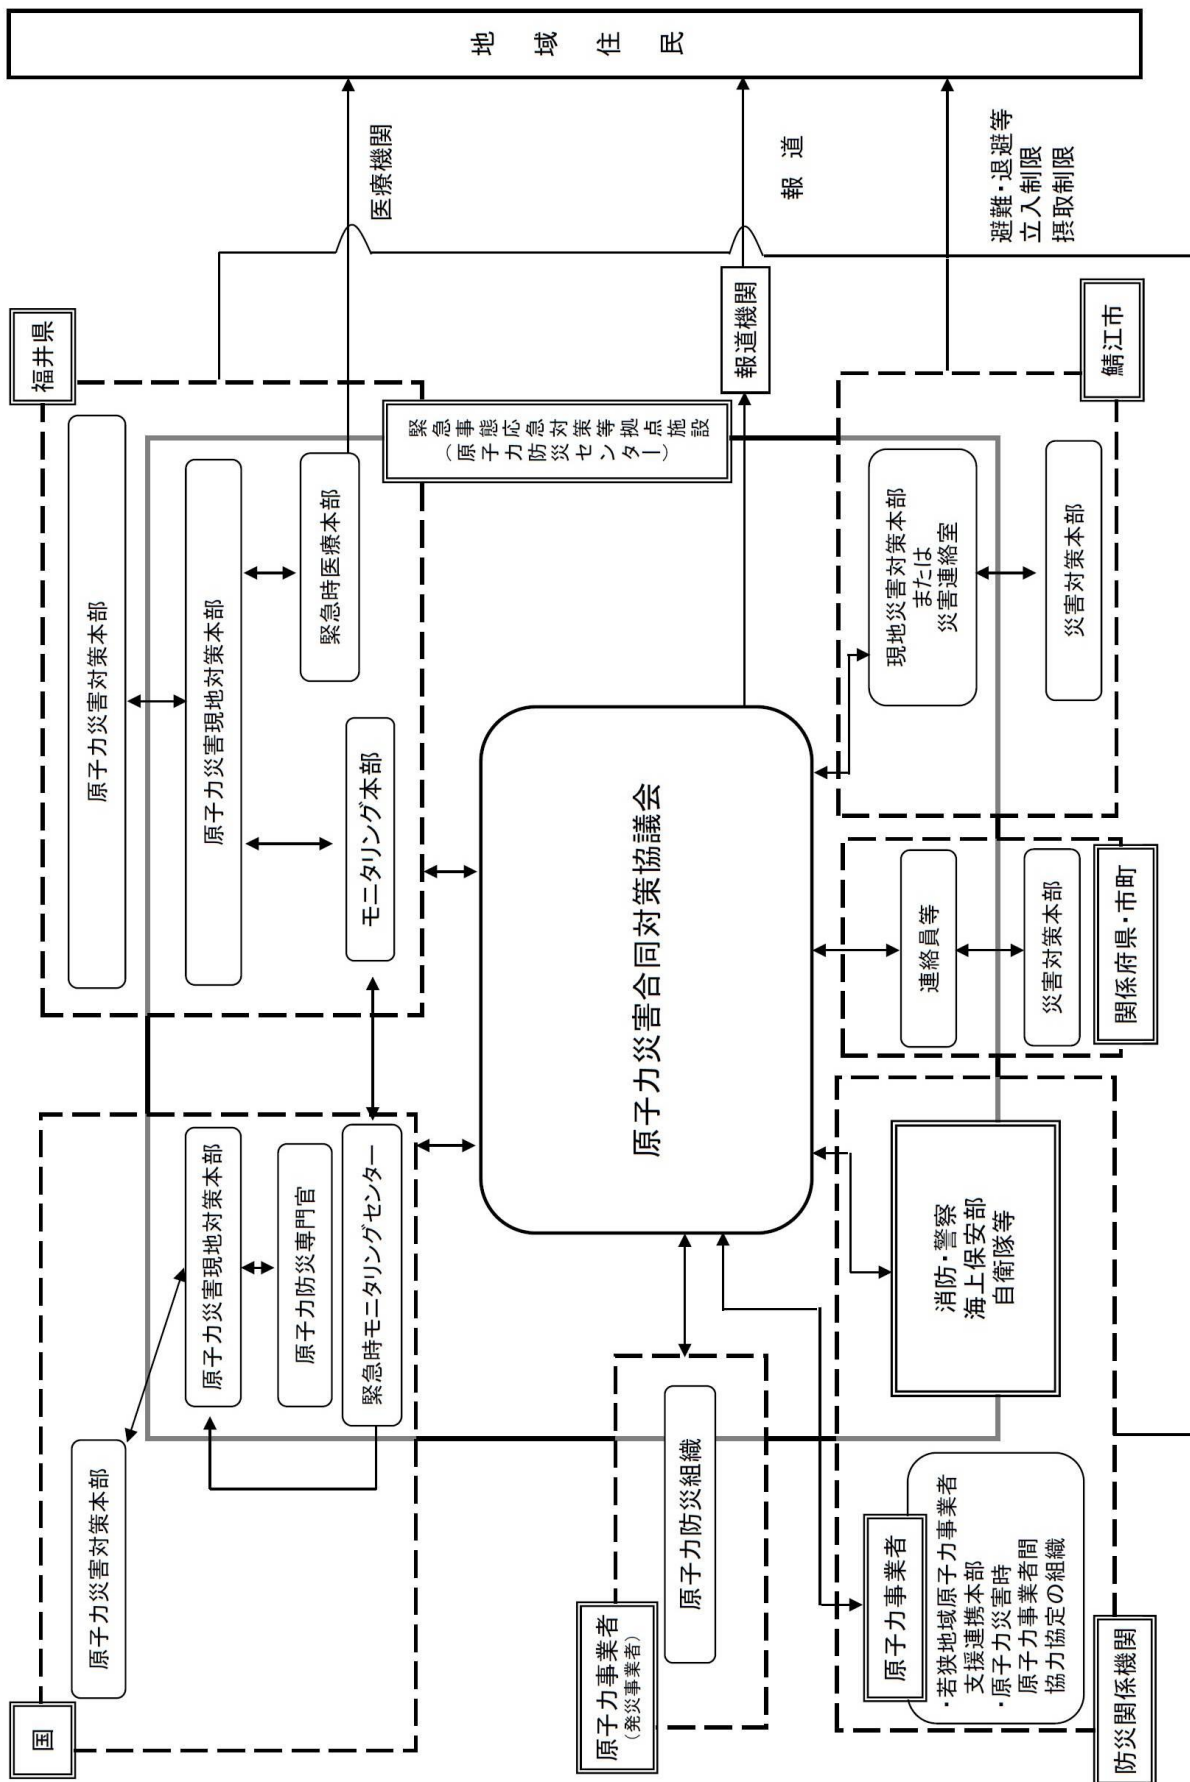 国
原子力災害対策本部
原子力災害現地対策本部
原子力防災専門官
緊急時モニタリングセンター
福井県
原子力災害対策本部
原子力災害現地対策本部
モニタリング本部
緊急時医療本部
緊急事態応急対策等拠点施設
(原子力防災センター)
原子力事業者
(発災事業者)
原子力防災組織
原子力災害合同対策協議会
報道機関
医療機関
報道
避難・退避等
立入制限
摂取制限
地域住民
防災関係機関
原子力事業者
・若狭地域原子力事業者
支援連携本部
・原子力災害時
原子力事業者間
協力協定の組織
消防・警察
海上保安部
自衛隊等
関係府県・市町
連絡員等
災害対策本部
鯖江市
現地災害対策本部
または
災害連絡室
災害対策本部